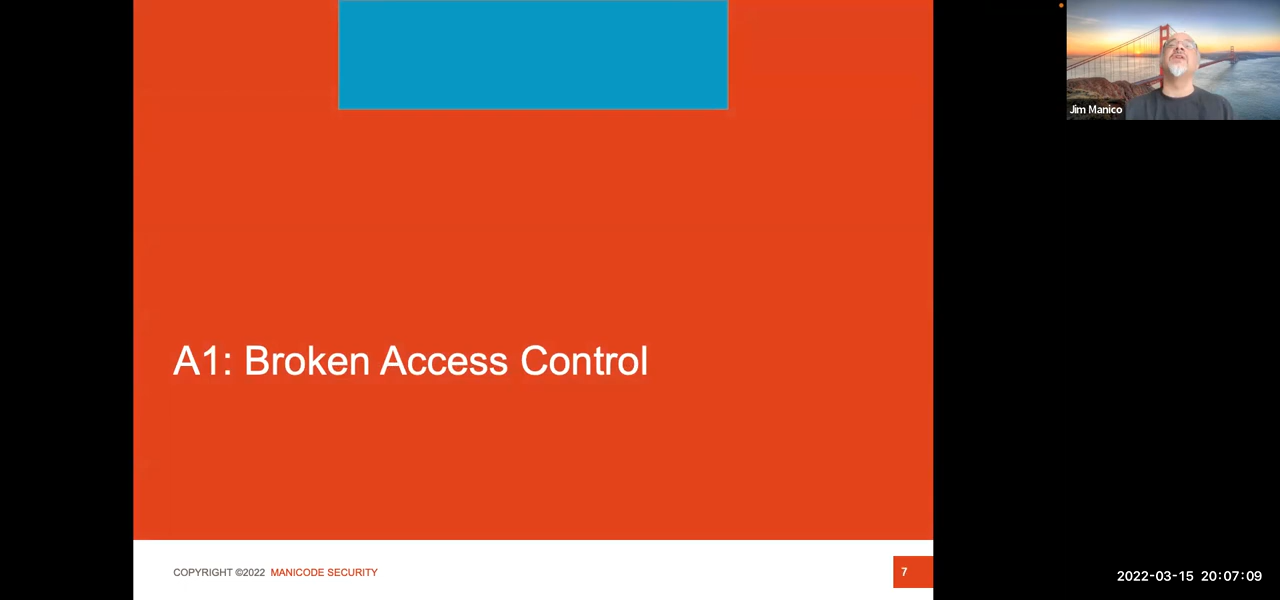 Jim Manico
A1: Broken Access Control
COPYRIGHT ©2022 MANICODE SECURITY
7
2022-03-15 20:07:09